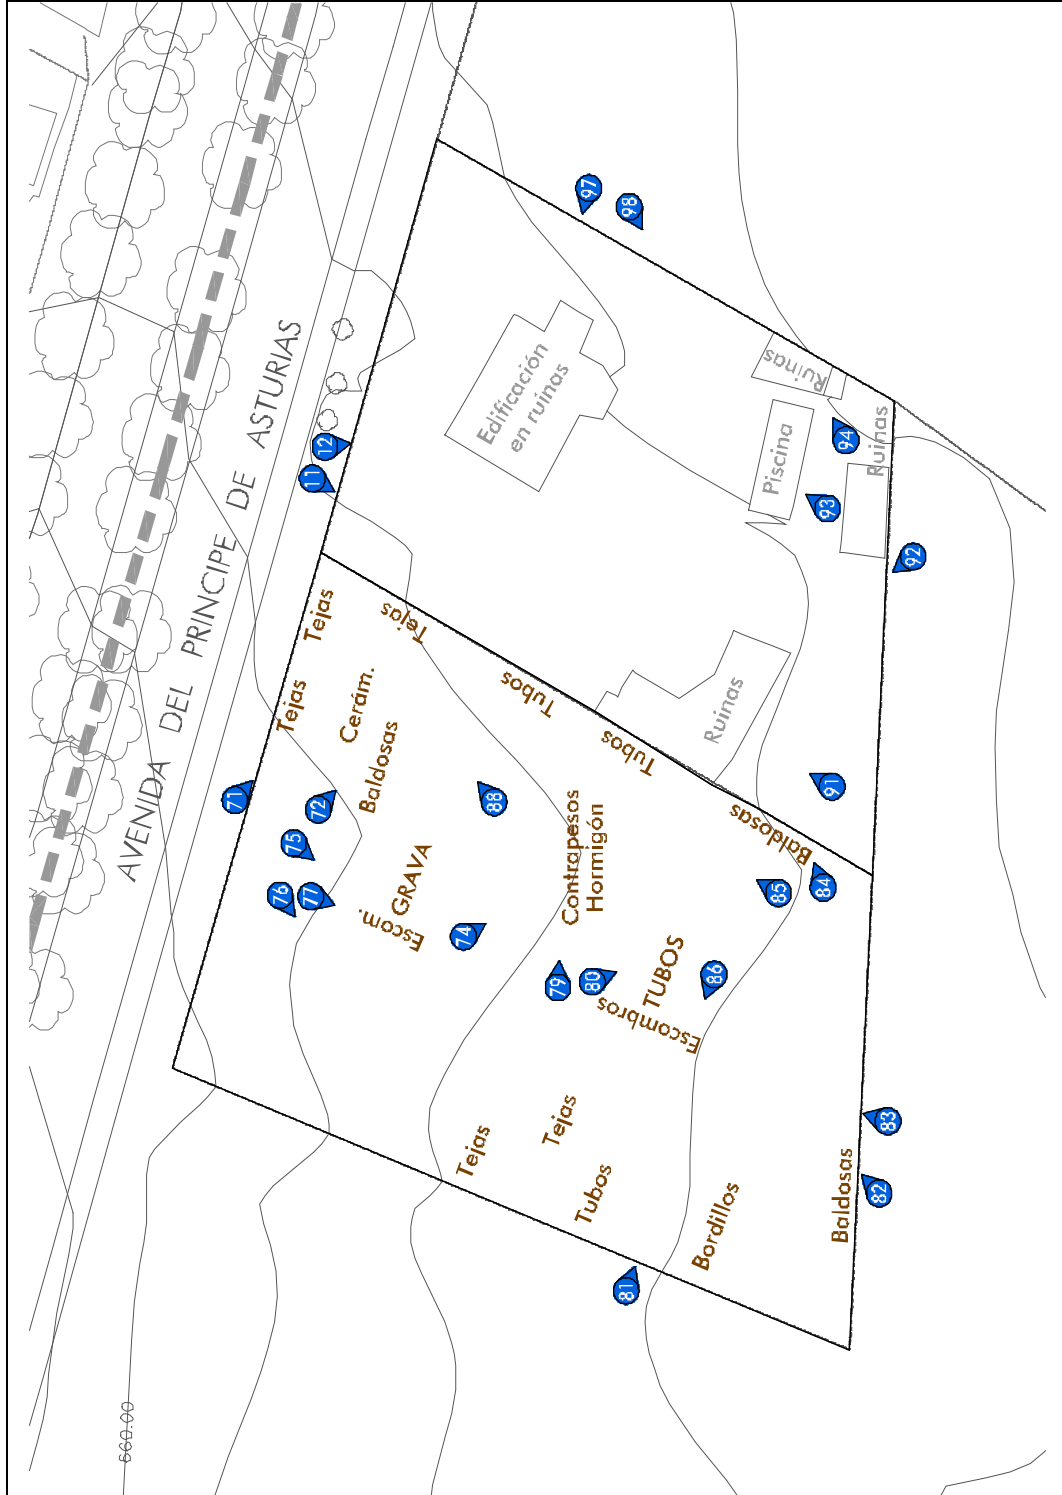 AVENIDA DEL PRINCIPE DE ASTURIAS
97
98
12
11
Edificación
en ruinas
Ruinas
Piscina
Ruinas
94
93
92
Tejas
Tejas
Tejas
Cerám.
Baldosas
Tubos
Tubos
Ruinas
71
72
75
76
77
88
GRAVA
Escom.
74
Contrapesos
Hormigón
Baldosas
91
85
84
79
80
TUBOS
Escombros
86
Tejas
Tejas
Tubos
Bordillos
Baldosas
83
82
81
660.00